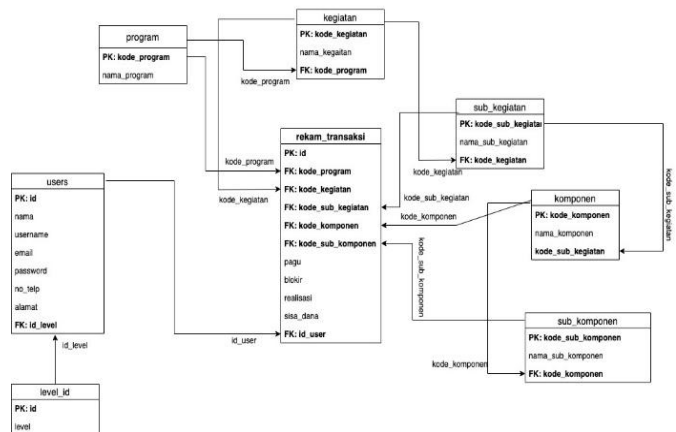 program
PK: kode_program
nama_program
kegiatan
PK: kode_kegiatan
nama_kegaitan
FK: kode_program
kode_program
sub_kegiatan
PK: kode_sub_kegiatan
nama_sub_kegiatan
FK: kode_kegiatan
kode_kegiatan
rekam_transaksi
PK: id
FK: kode_program
FK: kode_kegiatan
FK: kode_sub_kegiatan
FK: kode_komponen
FK: kode_sub_komponen
pagu
blokir
realisasi
sisa_dana
FK: id_user
kode_program
kode_kegiatan
kode_sub_kegiatan
kode_komponen
kode_sub_komponen
kode_sub_kegiatan
komponen
PK: kode_komponen
nama_komponen
kode_sub_kegiatan
users
PK: id
nama
username
email
password
no_telp
alamat
FK: id_level
id_user
id_level
level_id
PK: id
level
sub_komponen
PK: kode_sub_komponen
nama_sub_komponen
FK: kode_komponen
kode_komponen